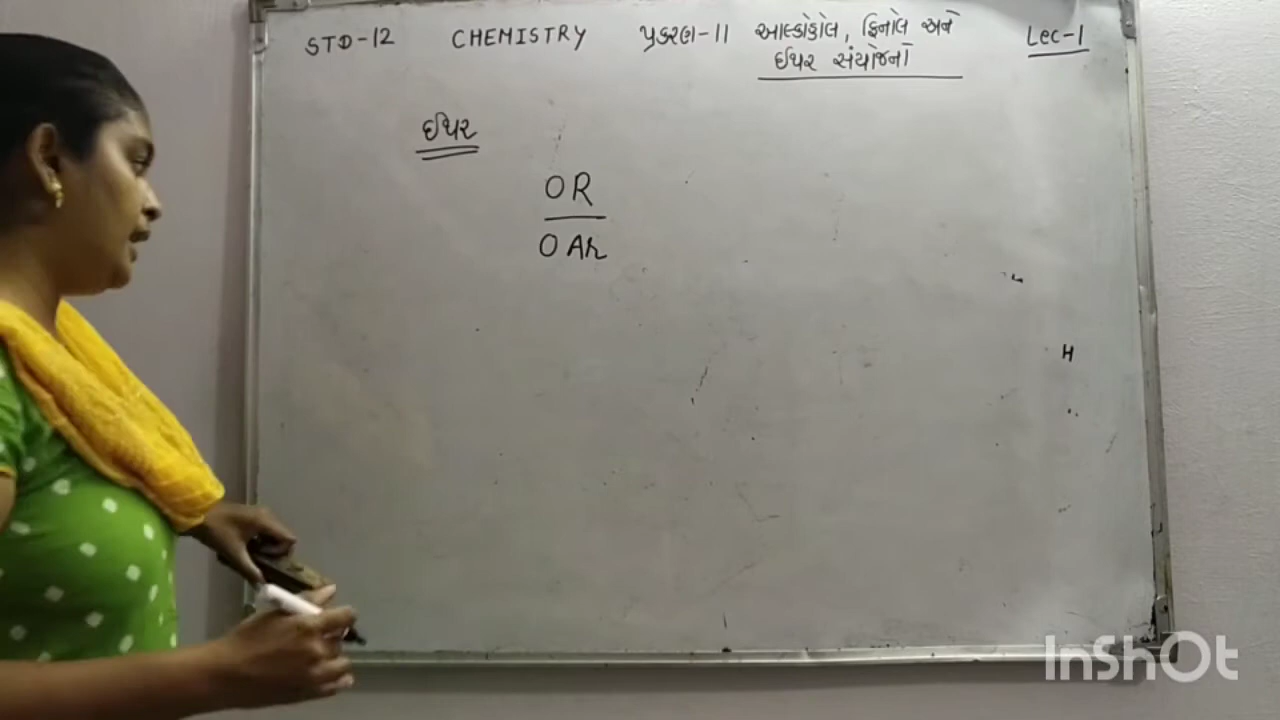 STD-12 CHEMISTRY પ્રકરણ-11 આલ્કોહોલ, ફિનોલ અને Lec-1
ઈથર સંયોજનો
ઈથર
OR
OAr
H
InShOt